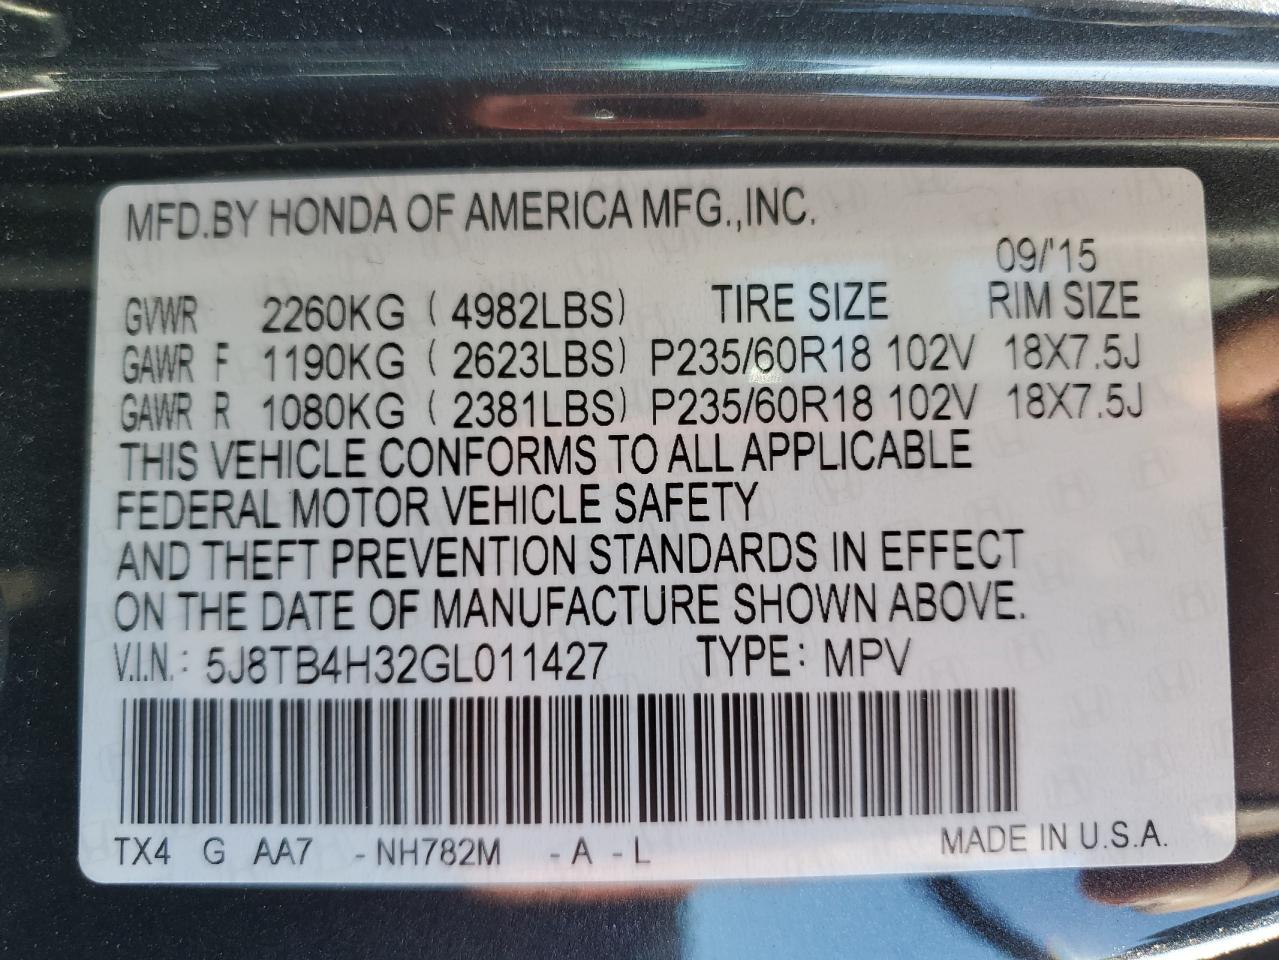 MFD.BY HONDA OF AMERICA MFG.,INC.
09/'15
GVWR 2260KG ( 4982LBS) TIRE SIZE RIM SIZE
GAWR F 1190KG ( 2623LBS) P235/60R18 102V 18X7.5J
GAWR R 1080KG ( 2381LBS) P235/60R18 102V 18X7.5J
THIS VEHICLE CONFORMS TO ALL APPLICABLE
FEDERAL MOTOR VEHICLE SAFETY
AND THEFT PREVENTION STANDARDS IN EFFECT
ON THE DATE OF MANUFACTURE SHOWN ABOVE.
V.I.N.: 5J8TB4H32GL011427 TYPE: MPV
TX4 G AA7 -NH782M -A -L MADE IN U.S.A.